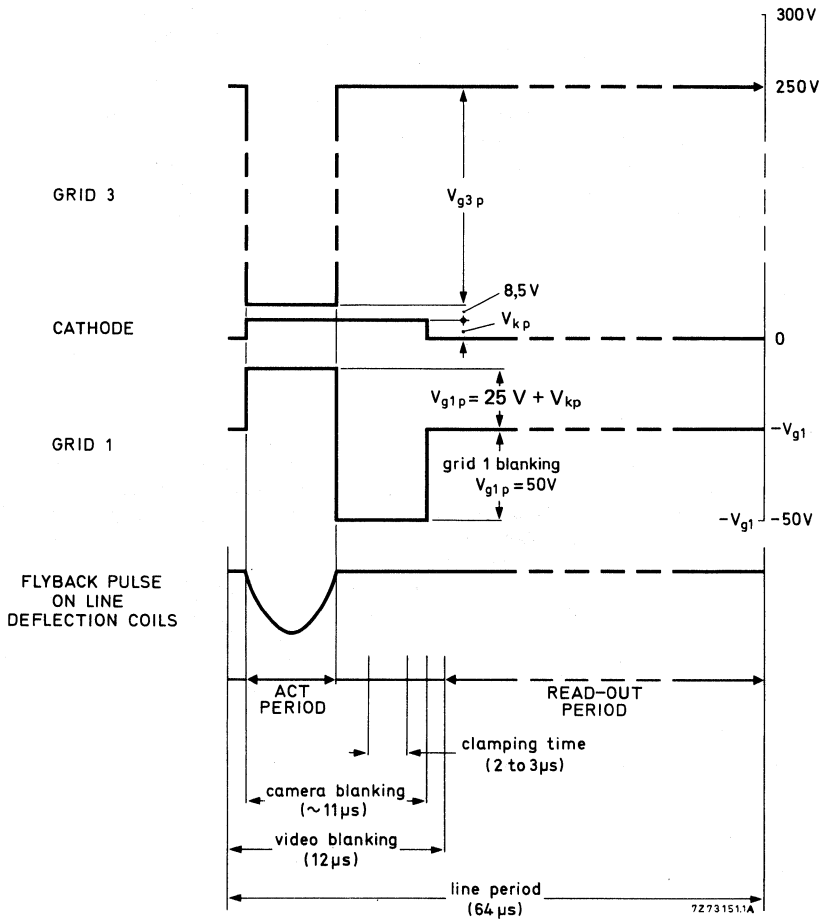 300V
250V
GRID 3
Vg3p
8,5 V
CATHODE
Vkp
0
Vg1p = 25 V + Vkp
GRID 1
-Vg1
grid 1 blanking
Vg1p = 50V
-Vg1
-50V
FLYBACK PULSE
ON LINE
DEFLECTION COILS
ACT
PERIOD
READ-OUT
PERIOD
clamping time
(2 to 3µs)
camera blanking
(~11µs)
video blanking
(12µs)
line period
(64µs)
7Z73151.1A